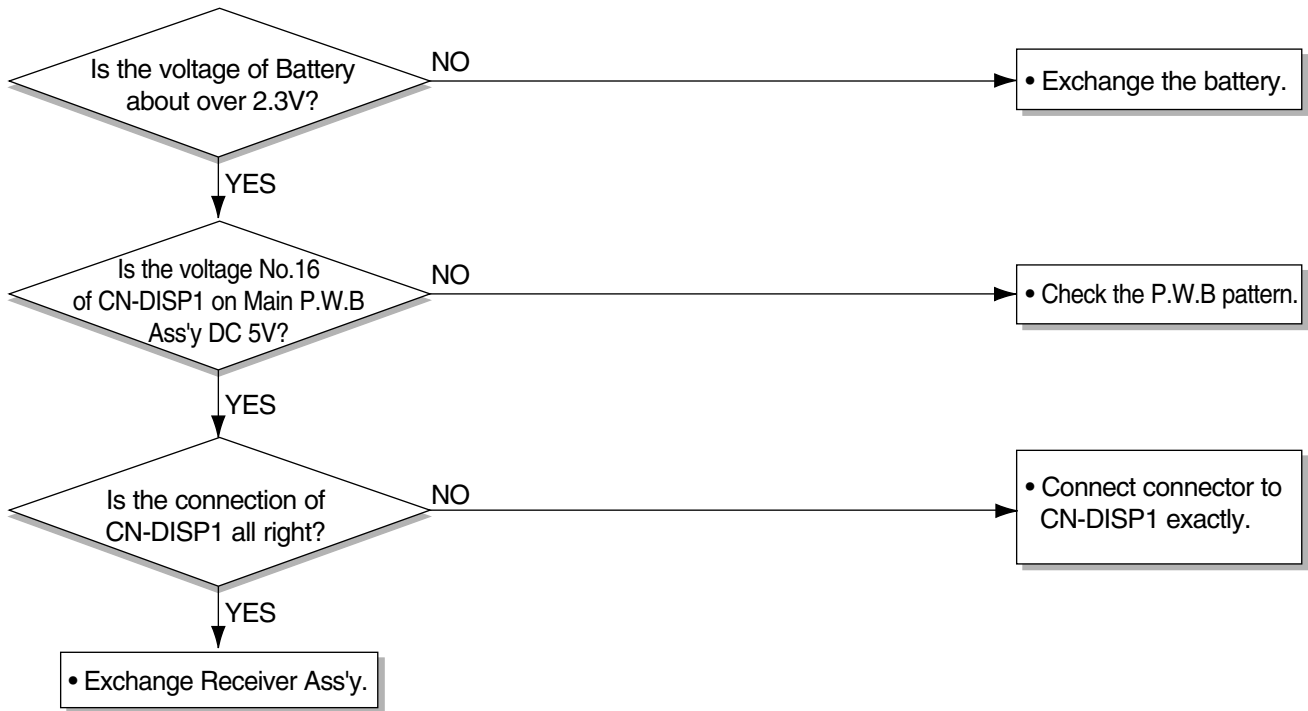 Is the voltage of Battery
about over 2.3V?
NO
• Exchange the battery.
YES
Is the voltage No.16
of CN-DISP1 on Main P.W.B
Ass'y DC 5V?
NO
• Check the P.W.B pattern.
YES
Is the connection of
CN-DISP1 all right?
NO
• Connect connector to
CN-DISP1 exactly.
YES
• Exchange Receiver Ass'y.